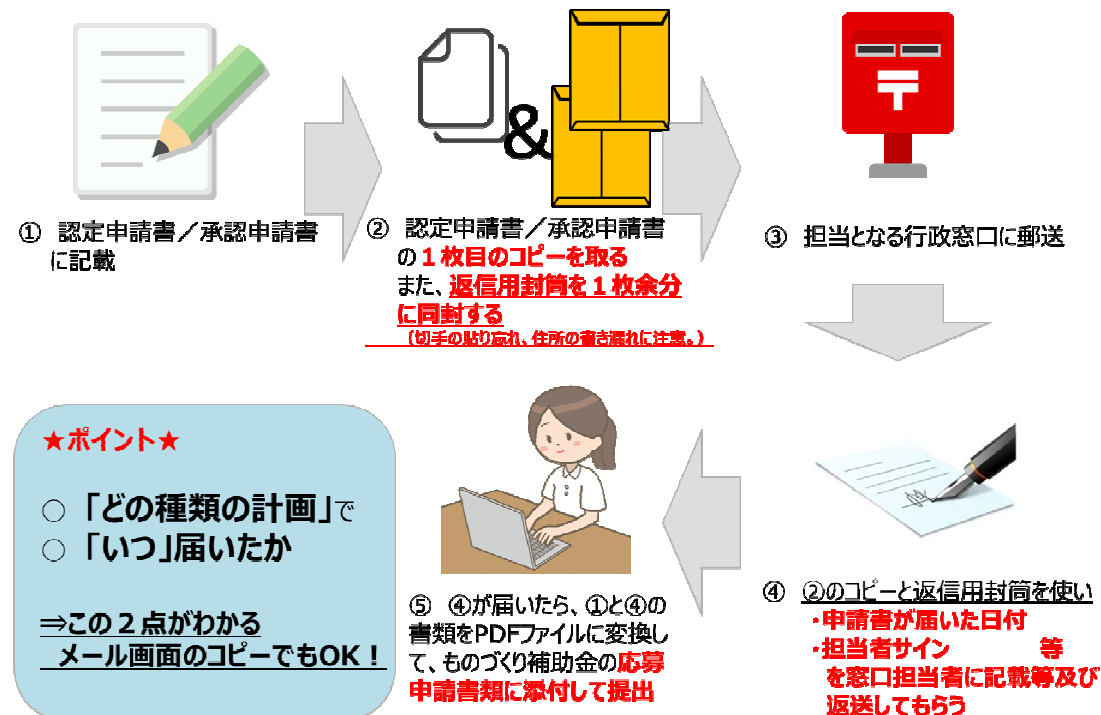 &
〒
① 認定申請書／承認申請書
に記載
② 認定申請書／承認申請書
の１枚目のコピーを取る
また、返信用封筒を１枚余分
に同封する
（切手の貼り忘れ、住所の書き漏れに注意。）
③ 担当となる行政窓口に郵送
④ ②のコピーと返信用封筒を使い
・申請書が届いた日付
・担当者サイン 等
を窓口担当者に記載等及び
返送してもらう
⑤ ④が届いたら、①と④の
書類をPDFファイルに変換し
て、ものづくり補助金の応募
申請書類に添付して提出
★ポイント★
○ 「どの種類の計画」で
○ 「いつ」届いたか
⇒この２点がわかる
メール画面のコピーでもOK！